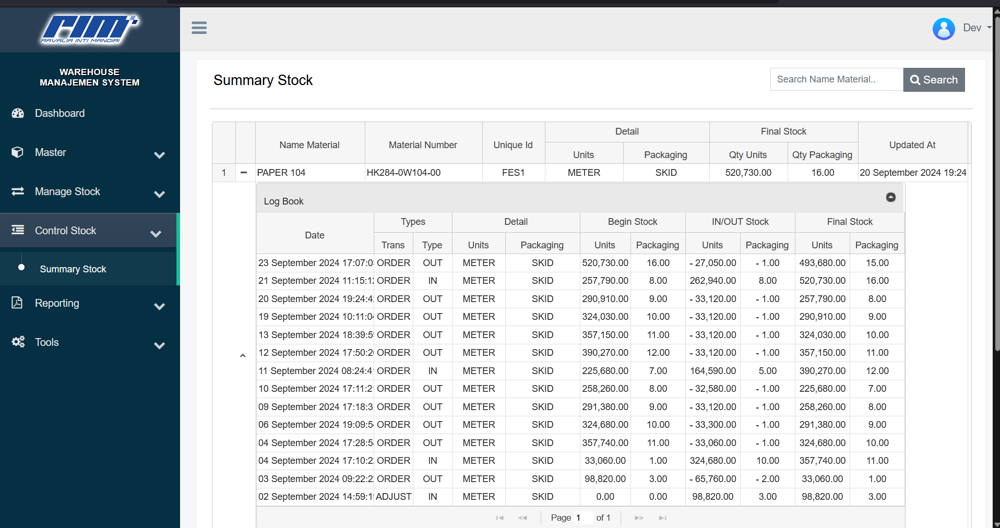 RIM
RAVALIA INTI MANDIRI
WAREHOUSE
MANAJEMEN SYSTEM
Dashboard
Master
Manage Stock
Control Stock
Summary Stock
Reporting
Tools
Dev
Summary Stock
Search Name Material..
Search
Name Material Material Number Unique Id Detail Final Stock Updated At
Units Packaging Qty Units Qty Packaging
1 PAPER 104 HK284-0W104-00 FES1 METER SKID 520,730.00 16.00 20 September 2024 19:24
Log Book
Date Types Detail Begin Stock IN/OUT Stock Final Stock
Trans Type Units Packaging Units Packaging Units Packaging Units Packaging
23 September 2024 17:07:0 ORDER OUT METER SKID 520,730.00 16.00 - 27,050.00 - 1.00 493,680.00 15.00
21 September 2024 11:15:12 ORDER IN METER SKID 257,790.00 8.00 262,940.00 8.00 520,730.00 16.00
20 September 2024 19:24:42 ORDER OUT METER SKID 290,910.00 9.00 - 33,120.00 - 1.00 257,790.00 8.00
19 September 2024 10:11:04 ORDER OUT METER SKID 324,030.00 10.00 - 33,120.00 - 1.00 290,910.00 9.00
13 September 2024 18:39:59 ORDER OUT METER SKID 357,150.00 11.00 - 33,120.00 - 1.00 324,030.00 10.00
12 September 2024 17:50:20 ORDER OUT METER SKID 390,270.00 12.00 - 33,120.00 - 1.00 357,150.00 11.00
11 September 2024 08:24:41 ORDER IN METER SKID 225,680.00 7.00 164,590.00 5.00 390,270.00 12.00
10 September 2024 17:11:21 ORDER OUT METER SKID 258,260.00 8.00 - 32,580.00 - 1.00 225,680.00 7.00
09 September 2024 17:18:3 ORDER OUT METER SKID 291,380.00 9.00 - 33,120.00 - 1.00 258,260.00 8.00
06 September 2024 19:09:54 ORDER OUT METER SKID 324,680.00 10.00 - 33,300.00 - 1.00 291,380.00 9.00
04 September 2024 17:28:58 ORDER OUT METER SKID 357,740.00 11.00 - 33,060.00 - 1.00 324,680.00 10.00
04 September 2024 17:10:22 ORDER IN METER SKID 33,060.00 1.00 324,680.00 10.00 357,740.00 11.00
03 September 2024 09:22:22 ORDER OUT METER SKID 98,820.00 3.00 - 65,760.00 - 2.00 33,060.00 1.00
02 September 2024 14:59:19 ADJUST IN METER SKID 0.00 0.00 98,820.00 3.00 98,820.00 3.00
Page 1 of 1